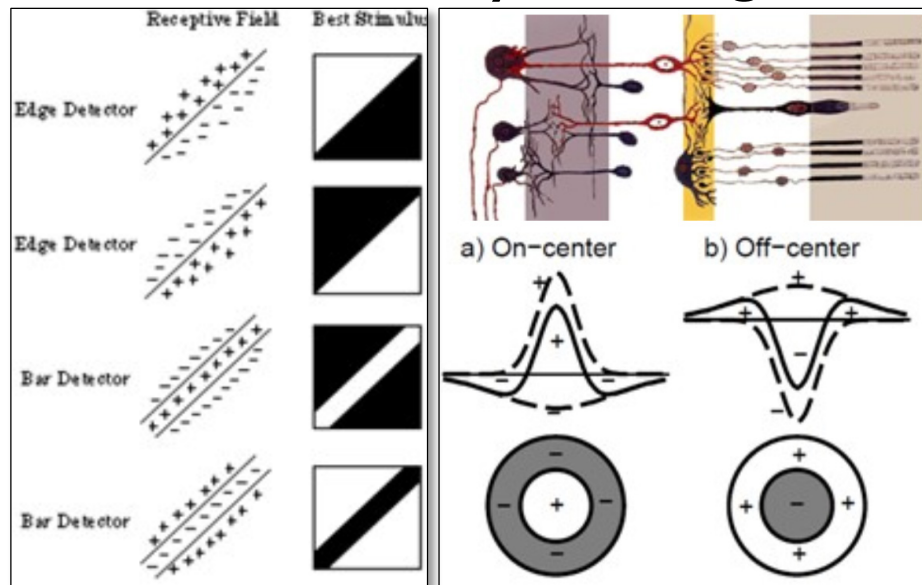 Receptive Field Best Stimulus
Edge Detector
Edge Detector
Bar Detector
Bar Detector
a) On-center
b) Off-center